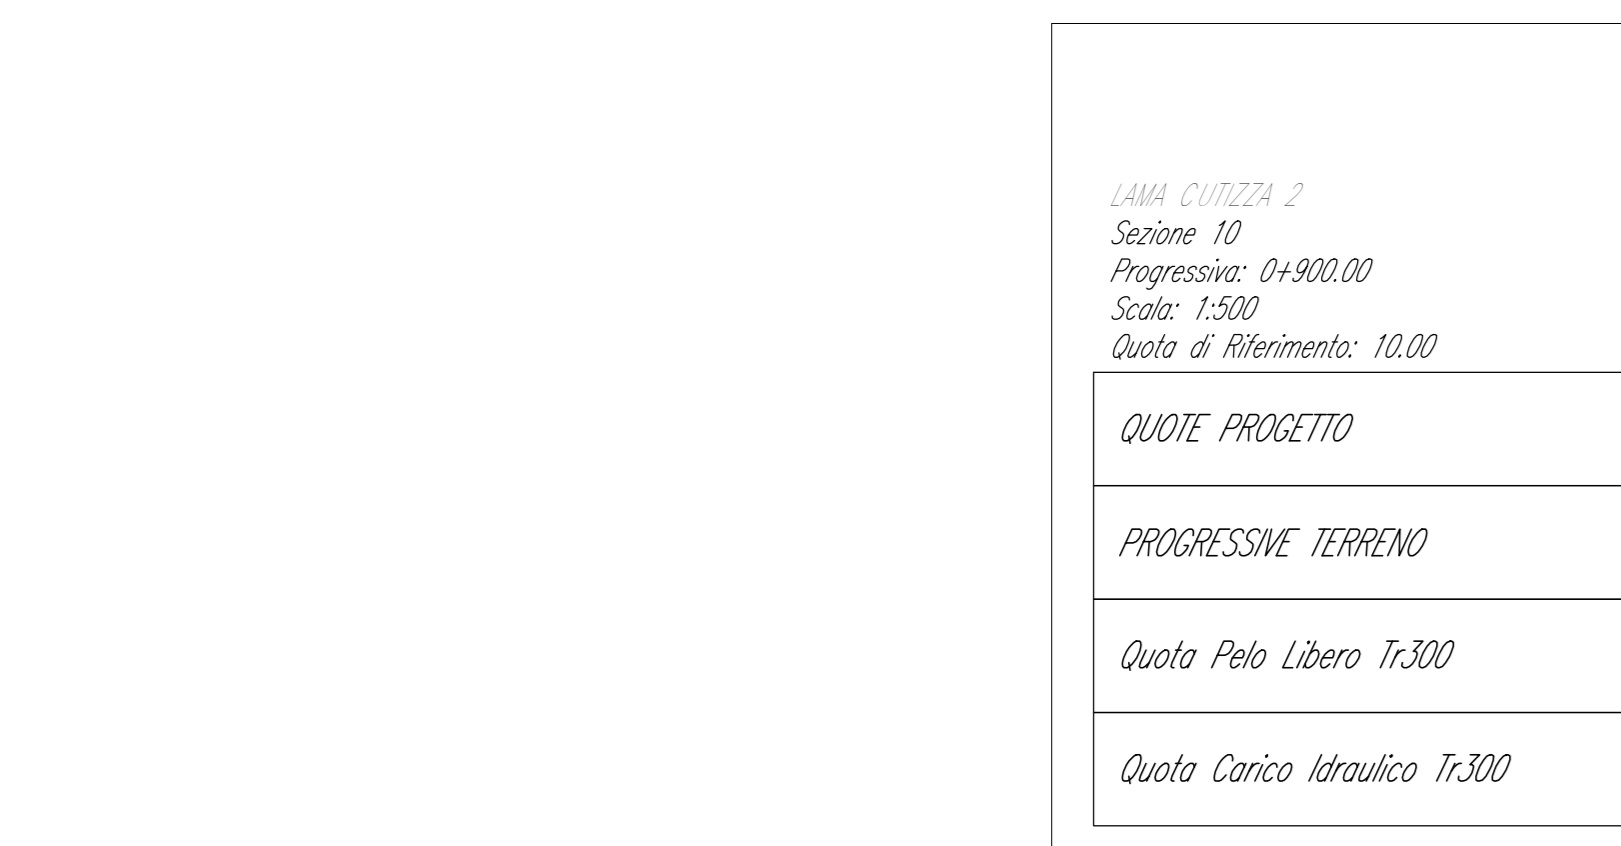 LAMA CUTIZZA 2
Sezione 10
Progressiva: 0+900.00
Scala: 1:500
Quota di Riferimento: 10.00
QUOTE PROGETTO
PROGRESSIVE TERRENO
Quota Pelo Libero Tr300
Quota Carico Idraulico Tr300